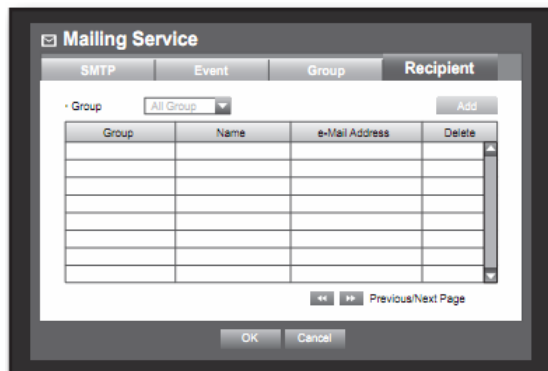 Mailing Service
SMTP Event Group Recipient
• Group All Group Add
Group Name e-Mail Address Delete
Previous/Next Page
OK Cancel